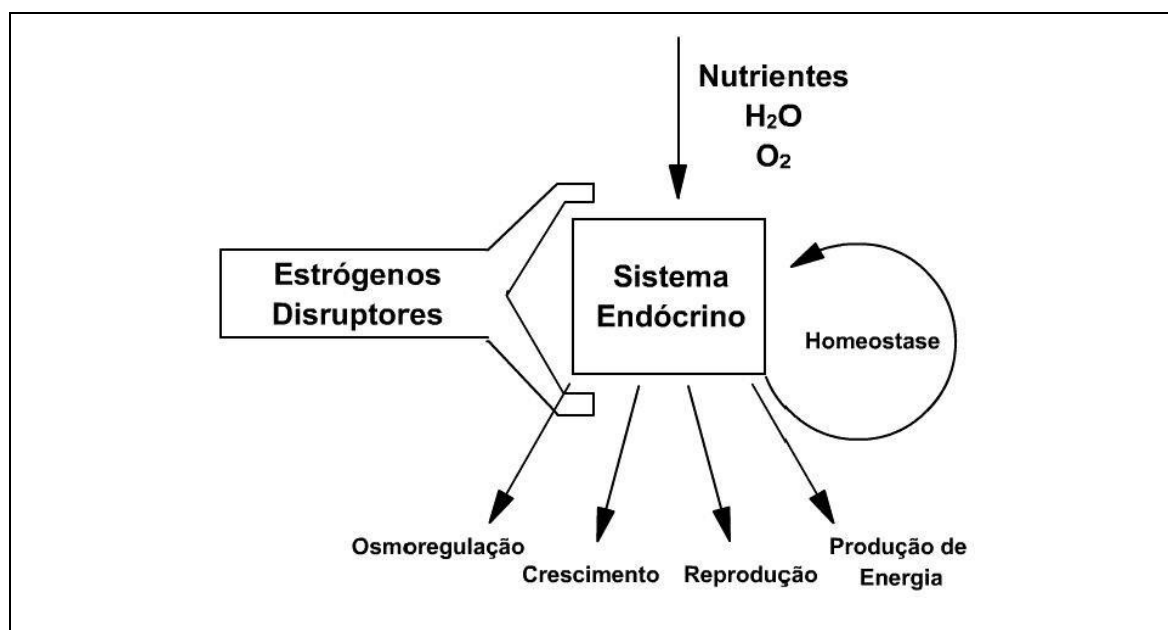 Nutrientes
H₂O
O₂
Estrógenos
Disruptores
Sistema
Endócrino
Homeostase
Osmoregulação
Crescimento
Reprodução
Produção de
Energia